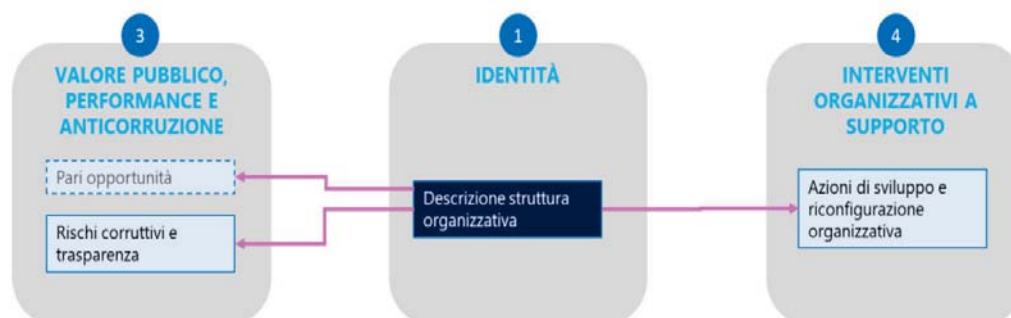 3
VALORE PUBBLICO,
PERFORMANCE E
ANTICORRUZIONE
Pari opportunità
Rischi corruttivi e
trasparenza
1
IDENTITÀ
Descrizione struttura
organizzativa
4
INTERVENTI
ORGANIZZATIVI A
SUPPORTO
Azioni di sviluppo e
riconfigurazione
organizzativa